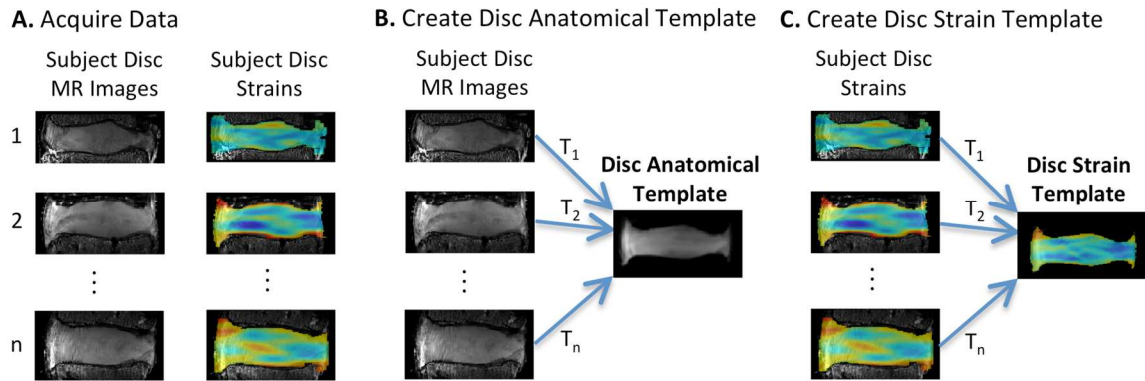 A. Acquire Data
Subject Disc
MR Images
Subject Disc
Strains
1
2
⋮
⋮
n
B. Create Disc Anatomical Template
Subject Disc
MR Images
T1
T2
⋮
Tn
Disc Anatomical
Template
C. Create Disc Strain Template
Subject Disc
Strains
T1
T2
⋮
Tn
Disc Strain
Template